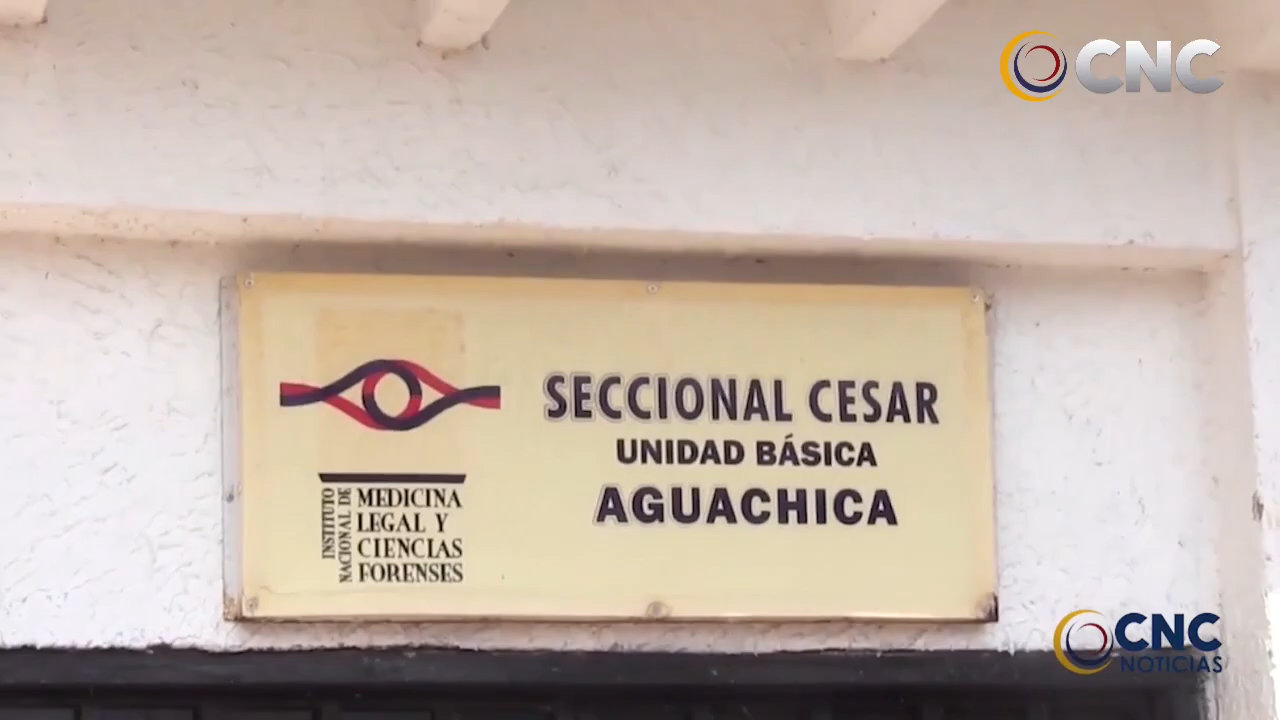 CNC
SECCIONAL CESAR
UNIDAD BÁSICA
AGUACHICA
INSTITUTO
NACIONAL DE
MEDICINA
LEGAL Y
CIENCIAS
FORENSES
CNC
NOTICIAS